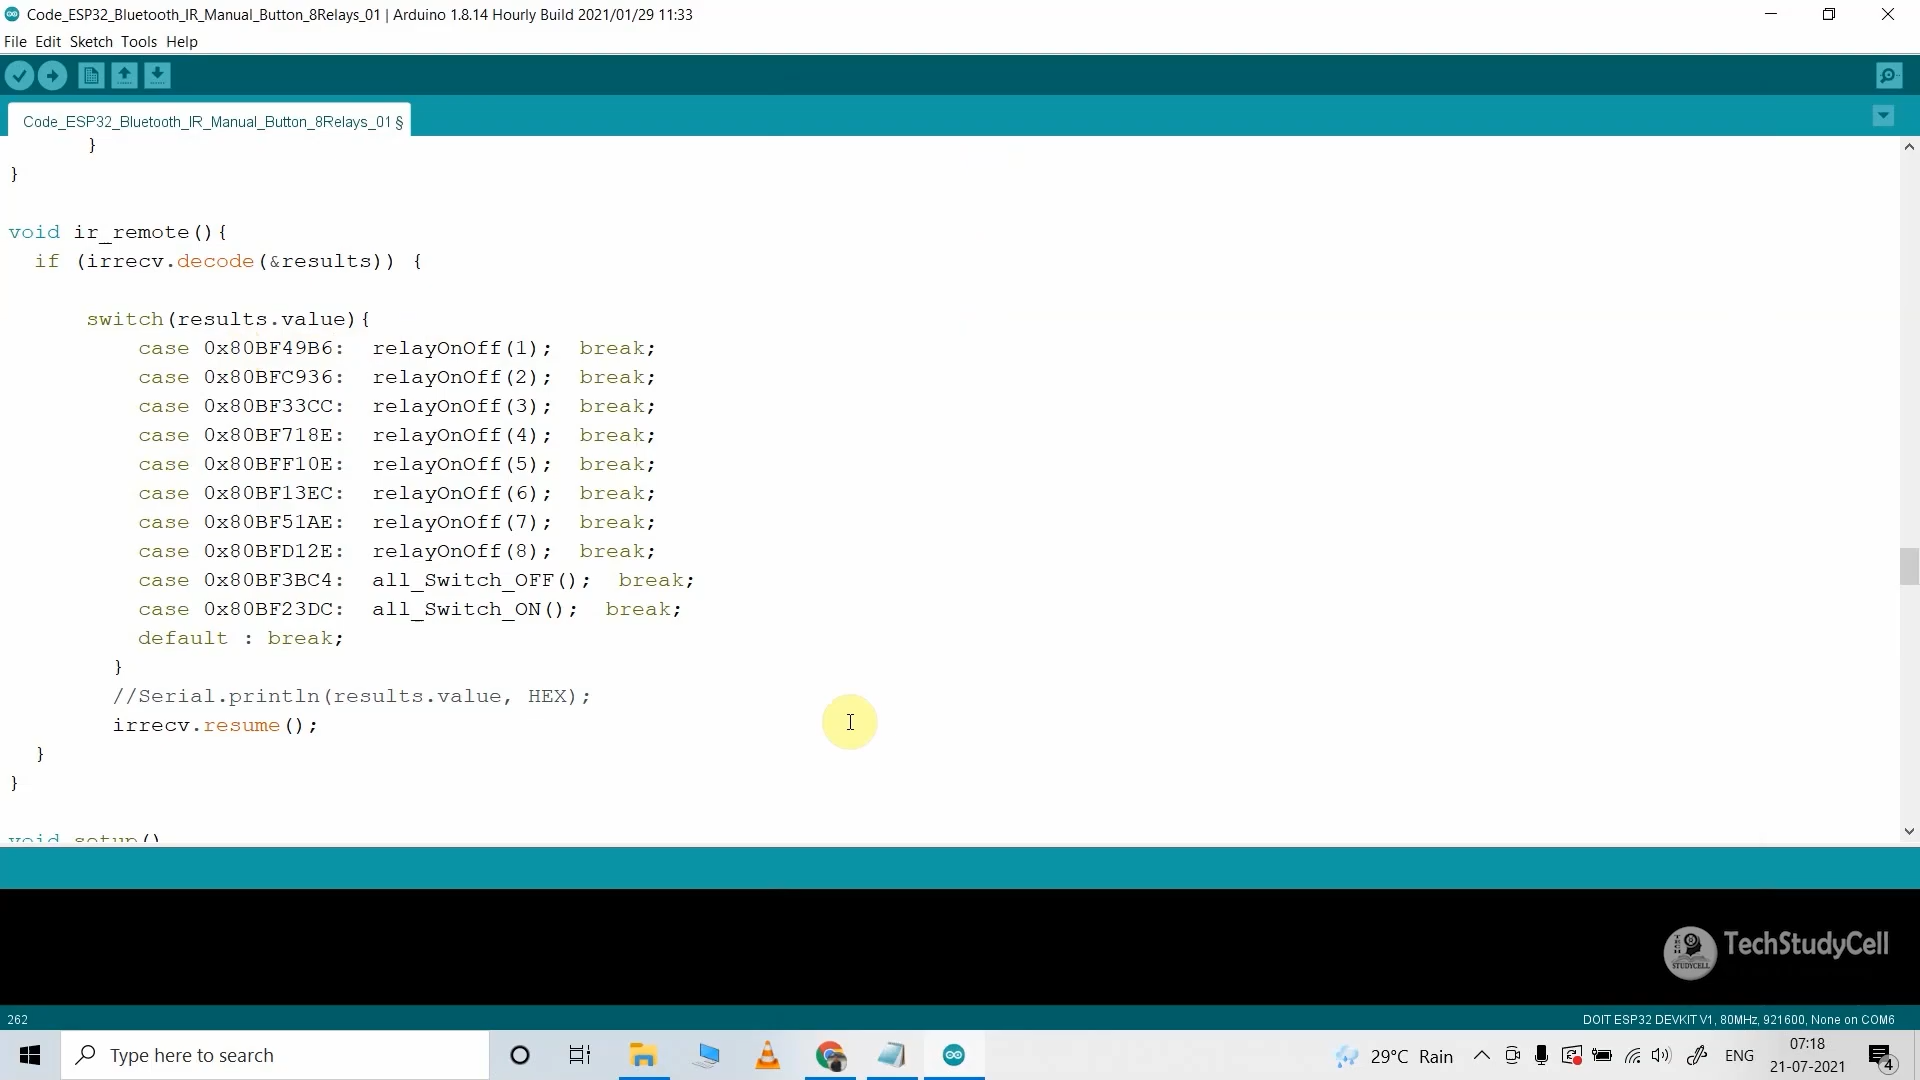 Code_ESP32_Bluetooth_IR_Manual_Button_8Relays_01 | Arduino 1.8.14 Hourly Build 2021/01/29 11:33
File Edit Sketch Tools Help
Code_ESP32_Bluetooth_IR_Manual_Button_8Relays_01 §
}
}
void ir_remote(){
if (irrecv.decode(&results)) {
switch(results.value){
case 0x80BF49B6: relayOnOff(1); break;
case 0x80BFC936: relayOnOff(2); break;
case 0x80BF33CC: relayOnOff(3); break;
case 0x80BF718E: relayOnOff(4); break;
case 0x80BFF10E: relayOnOff(5); break;
case 0x80BF13EC: relayOnOff(6); break;
case 0x80BF51AE: relayOnOff(7); break;
case 0x80BFD12E: relayOnOff(8); break;
case 0x80BF3BC4: all_Switch_OFF(); break;
case 0x80BF23DC: all_Switch_ON(); break;
default : break;
}
//Serial.println(results.value, HEX);
irrecv.resume();
}
}
void setup()
TECH
STUDYCELL
TechStudyCell
262
DOIT ESP32 DEVKIT V1, 80MHz, 921600, None on COM6
Type here to search
29°C Rain
ENG
07:18
21-07-2021
4